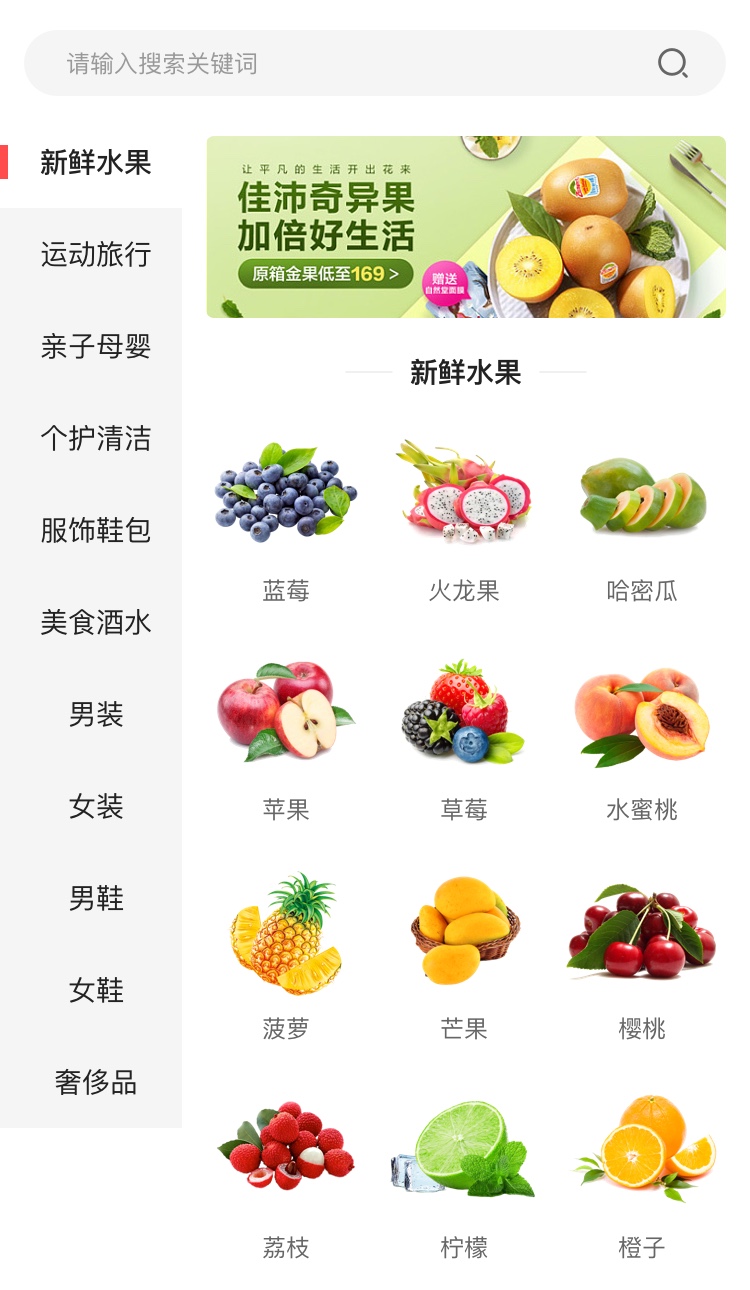 请输入搜索关键词
新鲜水果
运动旅行
亲子母婴
个护清洁
服饰鞋包
美食酒水
男装
女装
男鞋
女鞋
奢侈品
让平凡的生活开出花来
佳沛奇异果
加倍好生活
原箱金果低至169 >
赠送
自然堂面膜
新鲜水果
蓝莓
火龙果
哈密瓜
苹果
草莓
水蜜桃
菠萝
芒果
樱桃
荔枝
柠檬
橙子